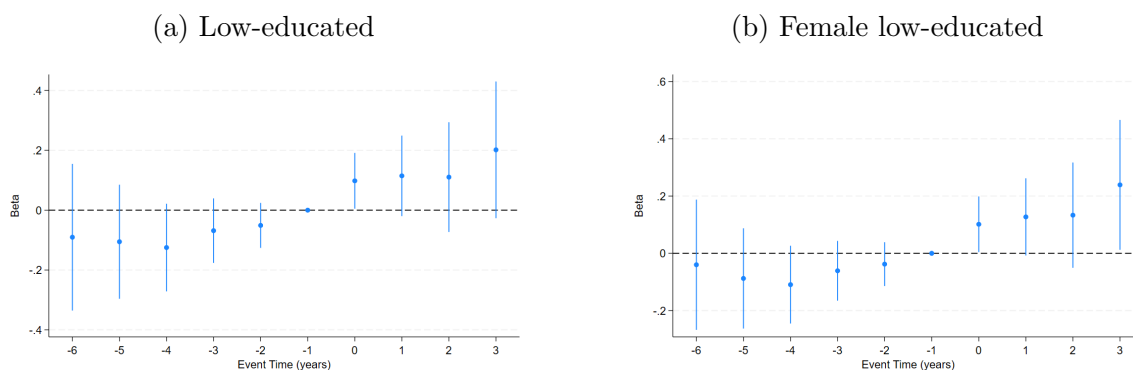 (a) Low-educated
.4
.2
0
-.2
-.4
Beta
-6 -5 -4 -3 -2 -1 0 1 2 3
Event Time (years)
(b) Female low-educated
.6
.4
.2
0
-.2
Beta
-6 -5 -4 -3 -2 -1 0 1 2 3
Event Time (years)